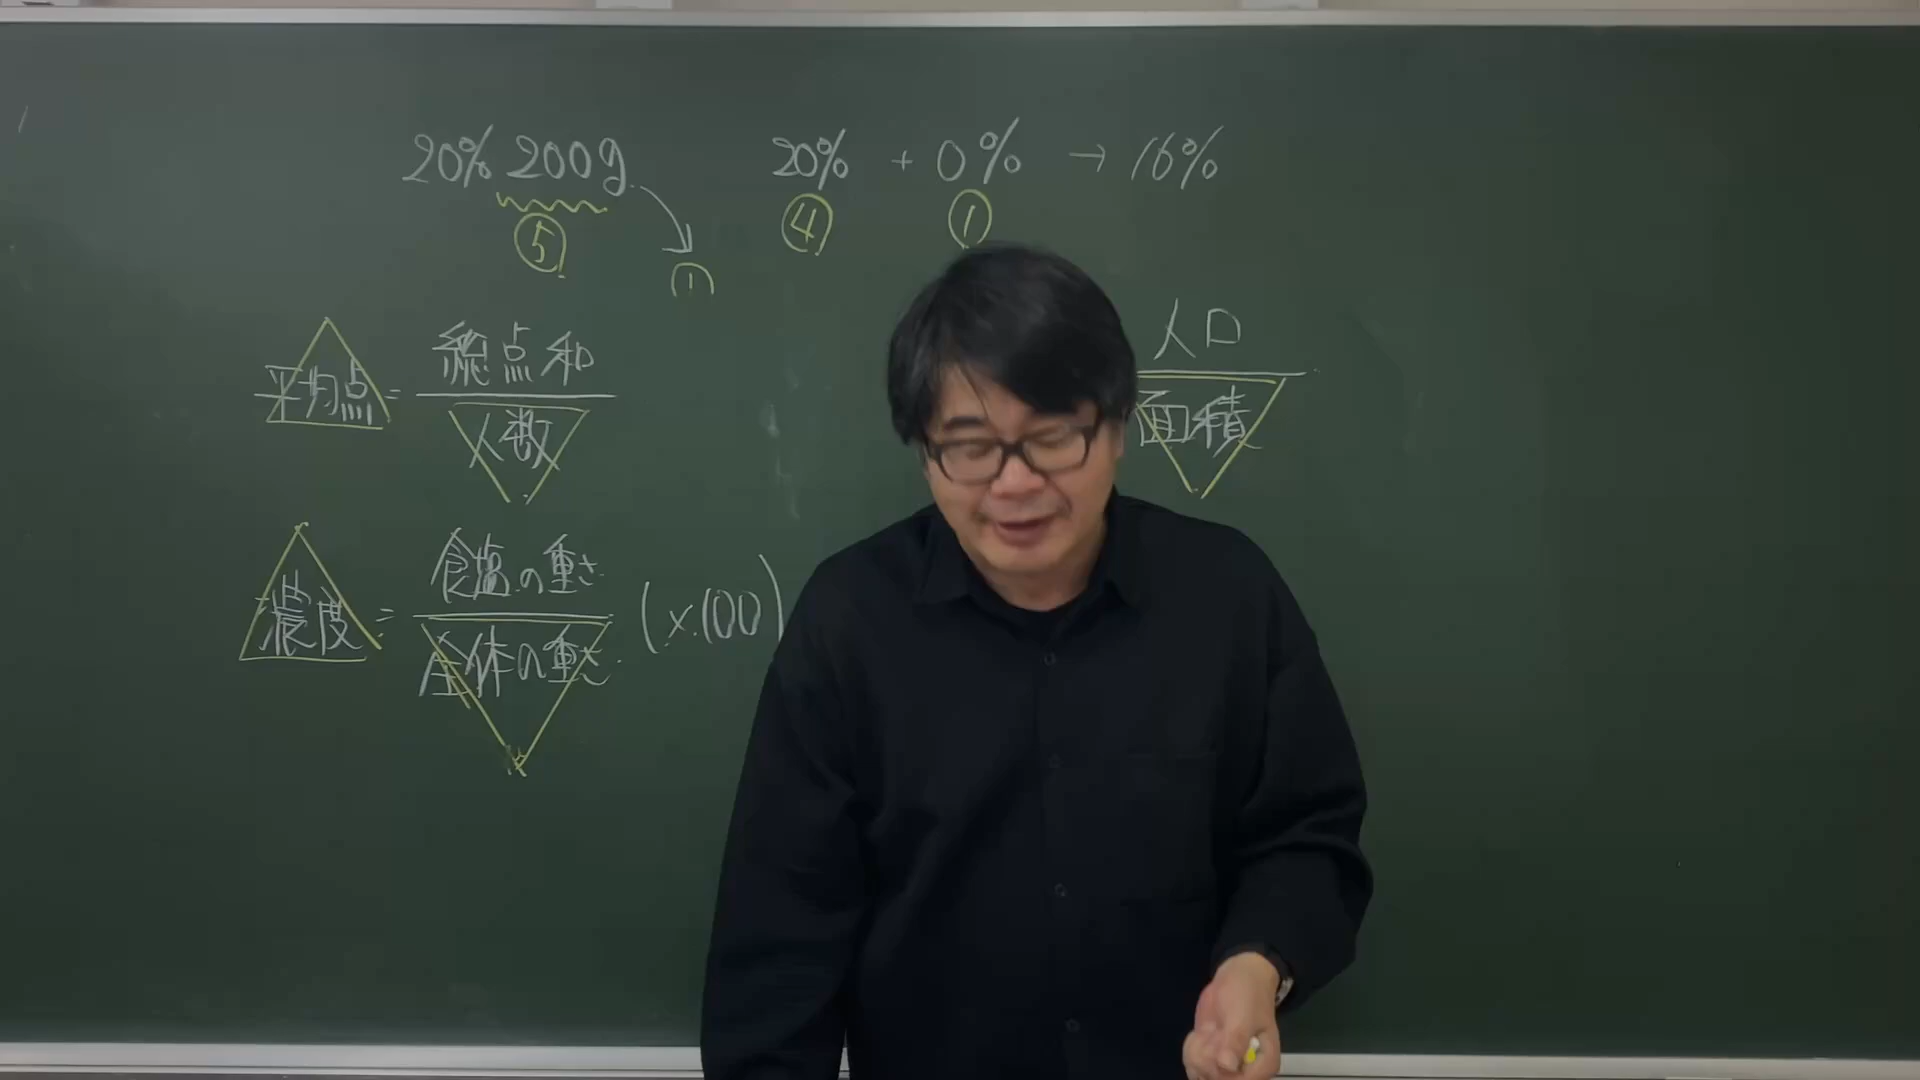 20% 200g
⑤
①
20% + 0% → 16%
④ ①
平均点 = 総点和
人数
人口
面積
濃度 = 食塩の重さ (×100)
全体の重さ